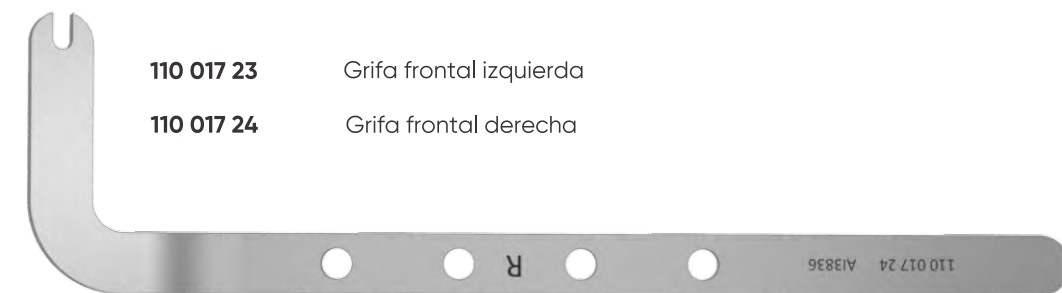 110 017 23 Grifa frontal izquierda
110 017 24 Grifa frontal derecha
R
110 017 24 AI3836